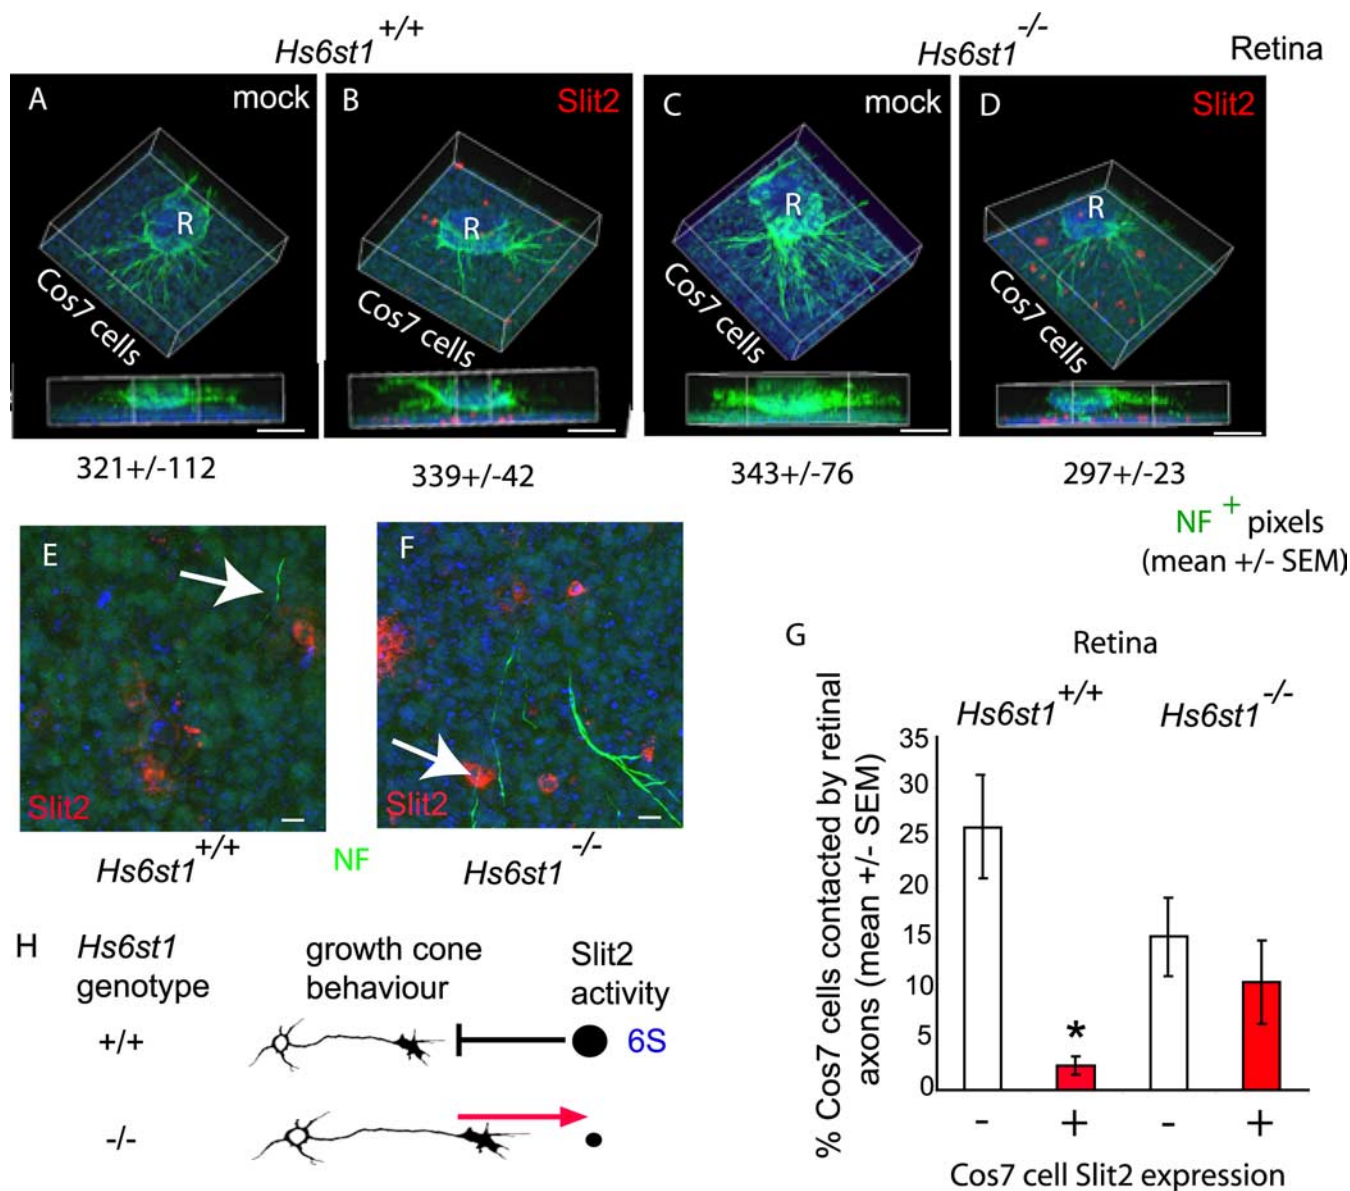 Hs6st1 +/+
Hs6st1 -/-
Retina
A
mock
B
Slit2
C
mock
D
Slit2
R
R
R
R
Cos7 cells
Cos7 cells
Cos7 cells
Cos7 cells
321+/-112
339+/-42
343+/-76
297+/-23
NF + pixels
(mean +/- SEM)
E
Slit2
F
Slit2
Hs6st1 +/+
NF
Hs6st1 -/-
G
Retina
Hs6st1 +/+
Hs6st1 -/-
% Cos7 cells contacted by retinal
axons (mean +/- SEM)
35
30
25
20
15
10
5
0
*
- + - +
Cos7 cell Slit2 expression
H
Hs6st1
genotype
growth cone
behaviour
Slit2
activity
+/+
6S
-/-